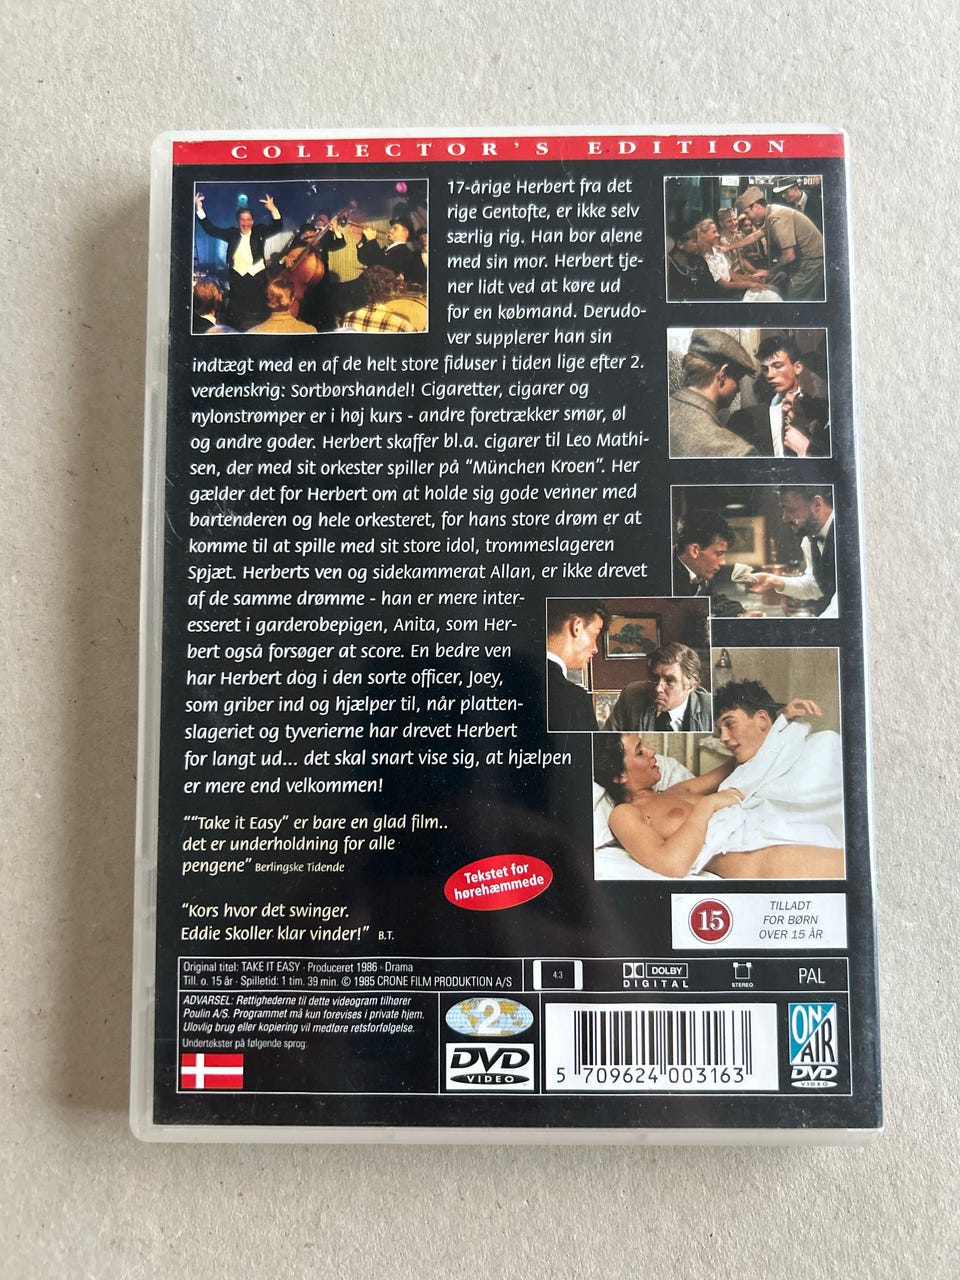 COLLECTOR'S EDITION
17-årige Herbert fra det
rige Gentofte, er ikke selv
særlig rig. Han bor alene
med sin mor. Herbert tje-
ner lidt ved at køre ud
for en købmand. Derudo-
ver supplerer han sin
indtægt med en af de helt store fiduser i tiden lige efter 2.
verdenskrig: Sortbørshandel! Cigaretter, cigarer og
nylonstrømper er i høj kurs - andre foretrækker smør, øl
og andre goder. Herbert skaffer bl.a. cigarer til Leo Mathi-
sen, der med sit orkester spiller på "München Kroen". Her
gælder det for Herbert om at holde sig gode venner med
bartenderen og hele orkesteret, for hans store drøm er at
komme til at spille med sit store idol, trommeslageren
Spjæt. Herberts ven og sidekammerat Allan, er ikke drevet
af de samme drømme - han er mere inter-
esseret i garderobepigen, Anita, som Her-
bert også forsøger at score. En bedre ven
har Herbert dog i den sorte officer, Joey,
som griber ind og hjælper til, når platten-
slageriet og tyverierne har drevet Herbert
for langt ud... det skal snart vise sig, at hjælpen
er mere end velkommen!
""Take it Easy" er bare en glad film..
det er underholdning for alle
pengene" Berlingske Tidende
Tekstet for
hørehæmmede
"Kors hvor det swinger.
Eddie Skoller klar vinder!" B.T.
15
TILLADT
FOR BØRN
OVER 15 ÅR
Original titel: TAKE IT EASY · Produceret 1986 · Drama
Till. o. 15 år · Spilletid: 1 tim. 39 min. © 1985 CRONE FILM PRODUKTION A/S
4:3
DOLBY
DIGITAL
STEREO
PAL
ADVARSEL: Rettighederne til dette videogram tilhører
Poulin A/S. Programmet må kun forevises i private hjem.
Ulovlig brug eller kopiering vil medføre retsforfølgelse.
Undertekster på følgende sprog:
2
DVD
VIDEO
5 709624 003163
ON
AIR
DVD
VIDEO